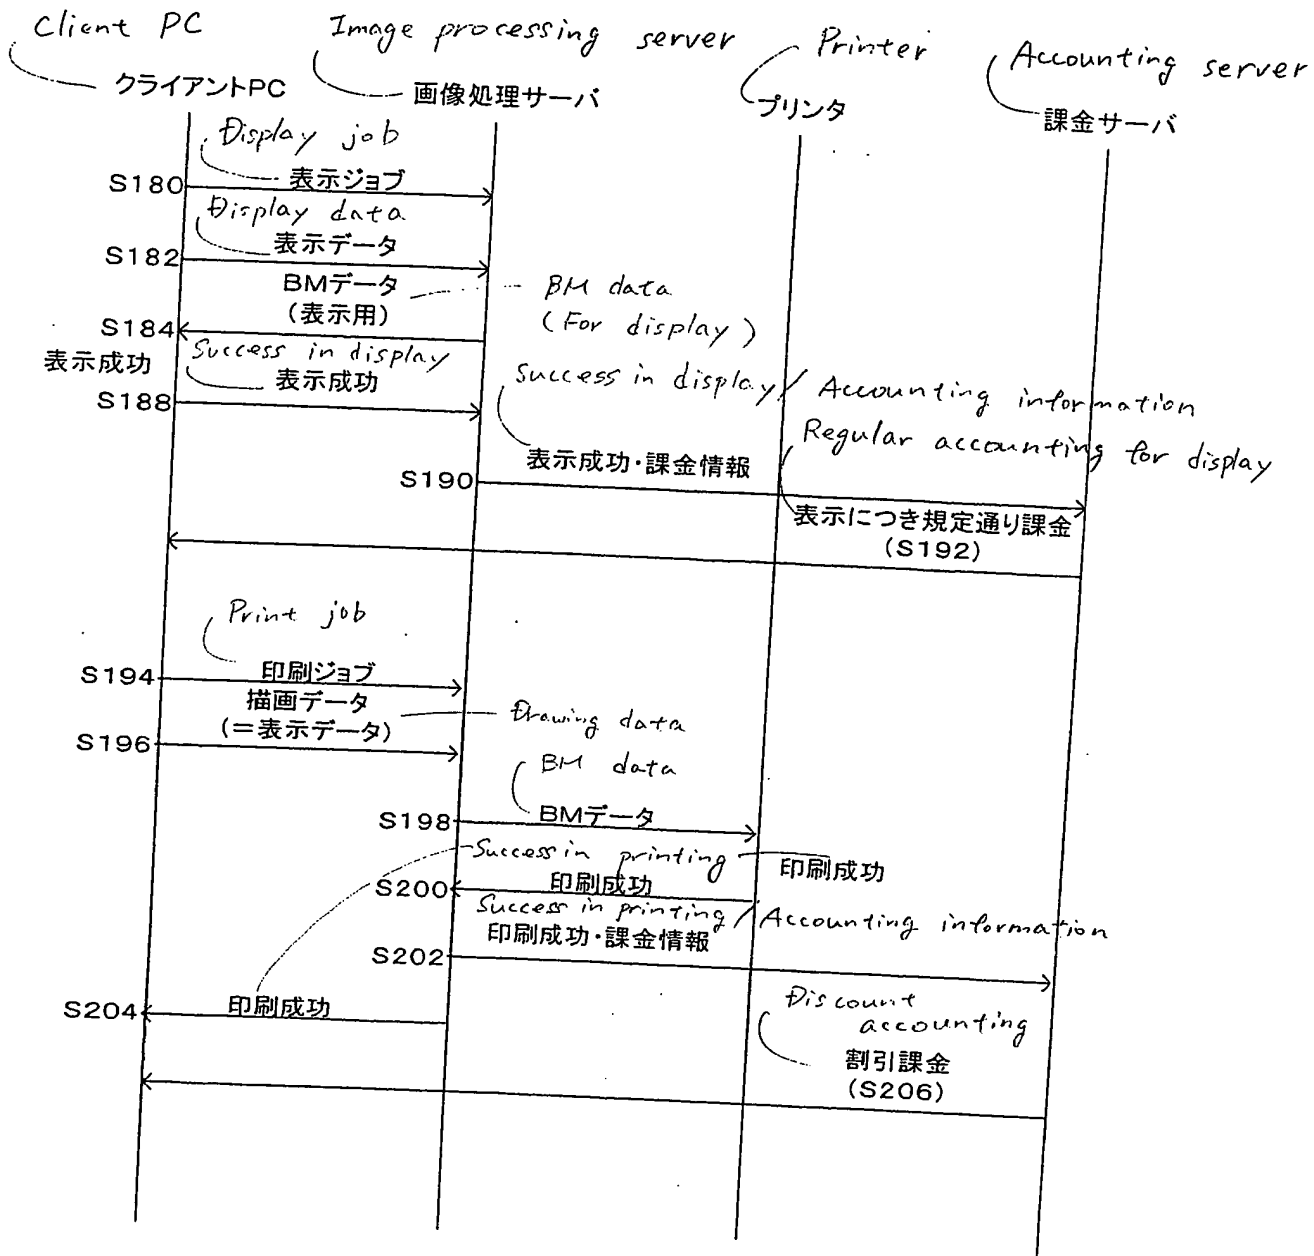 Client PC
Image processing server
Printer
Accounting server
クライアントPC
画像処理サーバ
プリンタ
課金サーバ
Display job
S180
表示ジョブ
Display data
S182
表示データ
BMデータ
(表示用)
BM data
(For display)
S184
表示成功
Success in display
表示成功
S188
Success in display/ Accounting information
Regular accounting for display
表示成功・課金情報
S190
表示につき規定通り課金
(S192)
Print job
S194
印刷ジョブ
描画データ
(=表示データ)
Drawing data
S196
BM data
S198
BMデータ
Success in printing
印刷成功
S200
印刷成功
Success in printing / Accounting information
印刷成功・課金情報
S202
S204
印刷成功
Discount
accounting
割引課金
(S206)